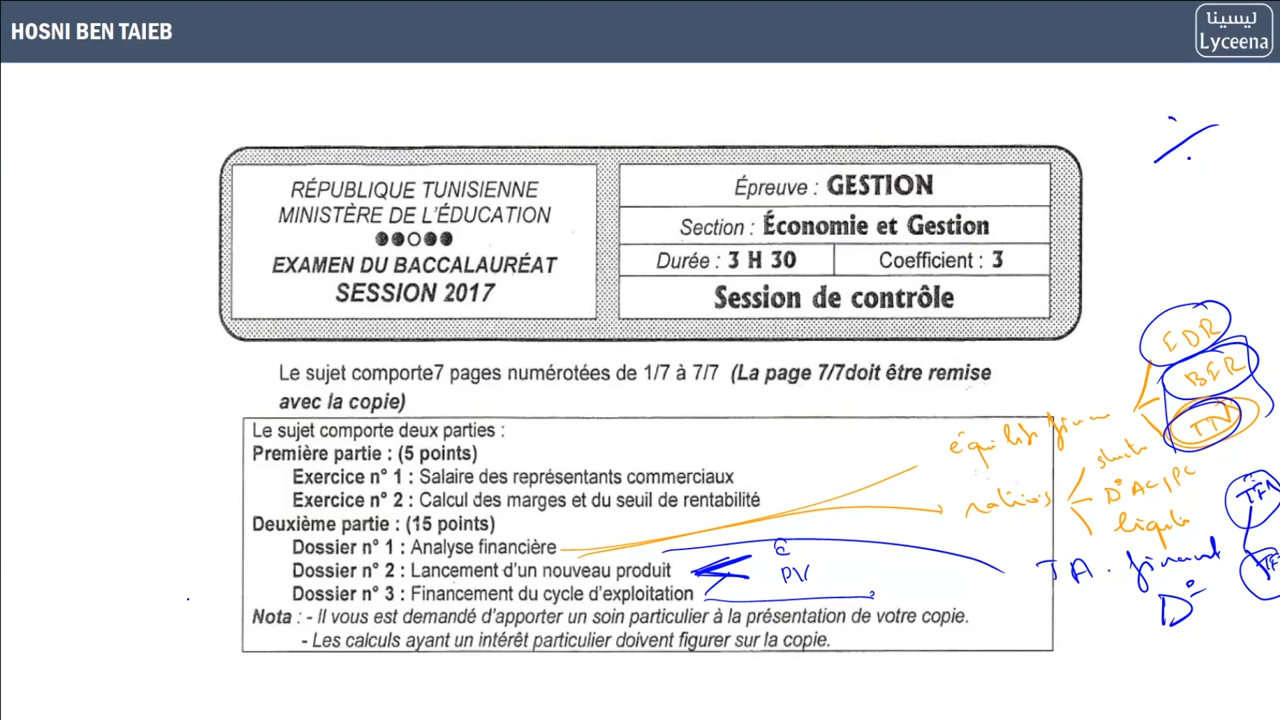 HOSNI BEN TAIEB
ليسينا
Lyceena
RÉPUBLIQUE TUNISIENNE
MINISTÈRE DE L'ÉDUCATION
EXAMEN DU BACCALAURÉAT
SESSION 2017
Épreuve : GESTION
Section : Économie et Gestion
Durée : 3 H 30
Coefficient : 3
Session de contrôle
Le sujet comporte7 pages numérotées de 1/7 à 7/7 (La page 7/7doit être remise
avec la copie)
Le sujet comporte deux parties :
Première partie : (5 points)
Exercice n° 1 : Salaire des représentants commerciaux
Exercice n° 2 : Calcul des marges et du seuil de rentabilité
Deuxième partie : (15 points)
Dossier n° 1 : Analyse financière
Dossier n° 2 : Lancement d'un nouveau produit
Dossier n° 3 : Financement du cycle d'exploitation
Nota : - Il vous est demandé d'apporter un soin particulier à la présentation de votre copie.
- Les calculs ayant un intérêt particulier doivent figurer sur la copie.
TN
ratios
PV